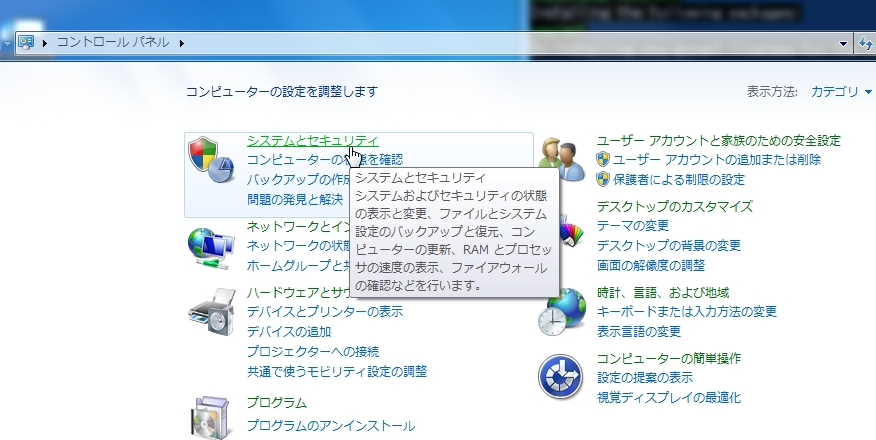 installing the following packages:
コントロール パネル
コンピューターの設定を調整します
表示方法: カテゴリ
システムとセキュリティ
コンピューターの状態を確認
バックアップの作成
問題の発見と解決
システムとセキュリティ
システムおよびセキュリティの状態
の表示と変更、ファイルとシステム
設定のバックアップと復元、コン
ピューターの更新、RAM とプロセッ
サの速度の表示、ファイアウォール
の確認などを行います。
ネットワークとイン
ネットワークの状態
ホームグループと共
ハードウェアとサウ
デバイスとプリンターの表示
デバイスの追加
プロジェクターへの接続
共通で使うモビリティ設定の調整
プログラム
プログラムのアンインストール
ユーザー アカウントと家族のための安全設定
ユーザー アカウントの追加または削除
保護者による制限の設定
デスクトップのカスタマイズ
テーマの変更
デスクトップの背景の変更
画面の解像度の調整
時計、言語、および地域
キーボードまたは入力方法の変更
表示言語の変更
コンピューターの簡単操作
設定の提案の表示
視覚ディスプレイの最適化